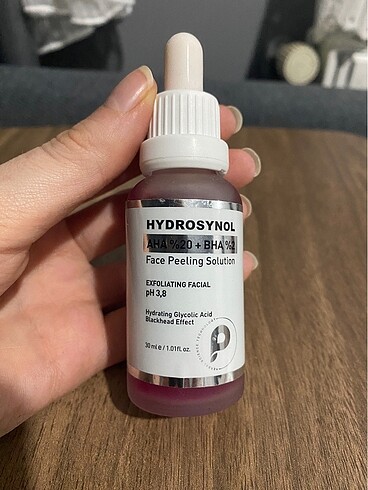 HYDROSYNOL
AHA %20 + BHA %2
Face Peeling Solution
EXFOLIATING FACIAL
pH 3,8
Hydrating Glycolic Acid
Blackhead Effect
30 ml e / 1.01fl. oz.